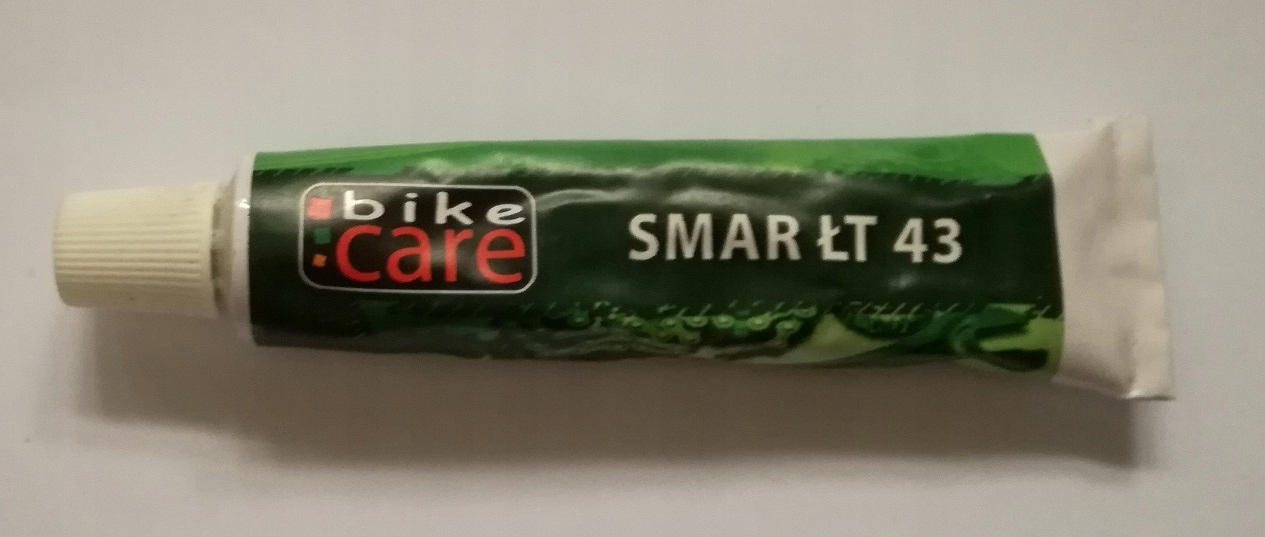 bike
care
SMAR ŁT 43